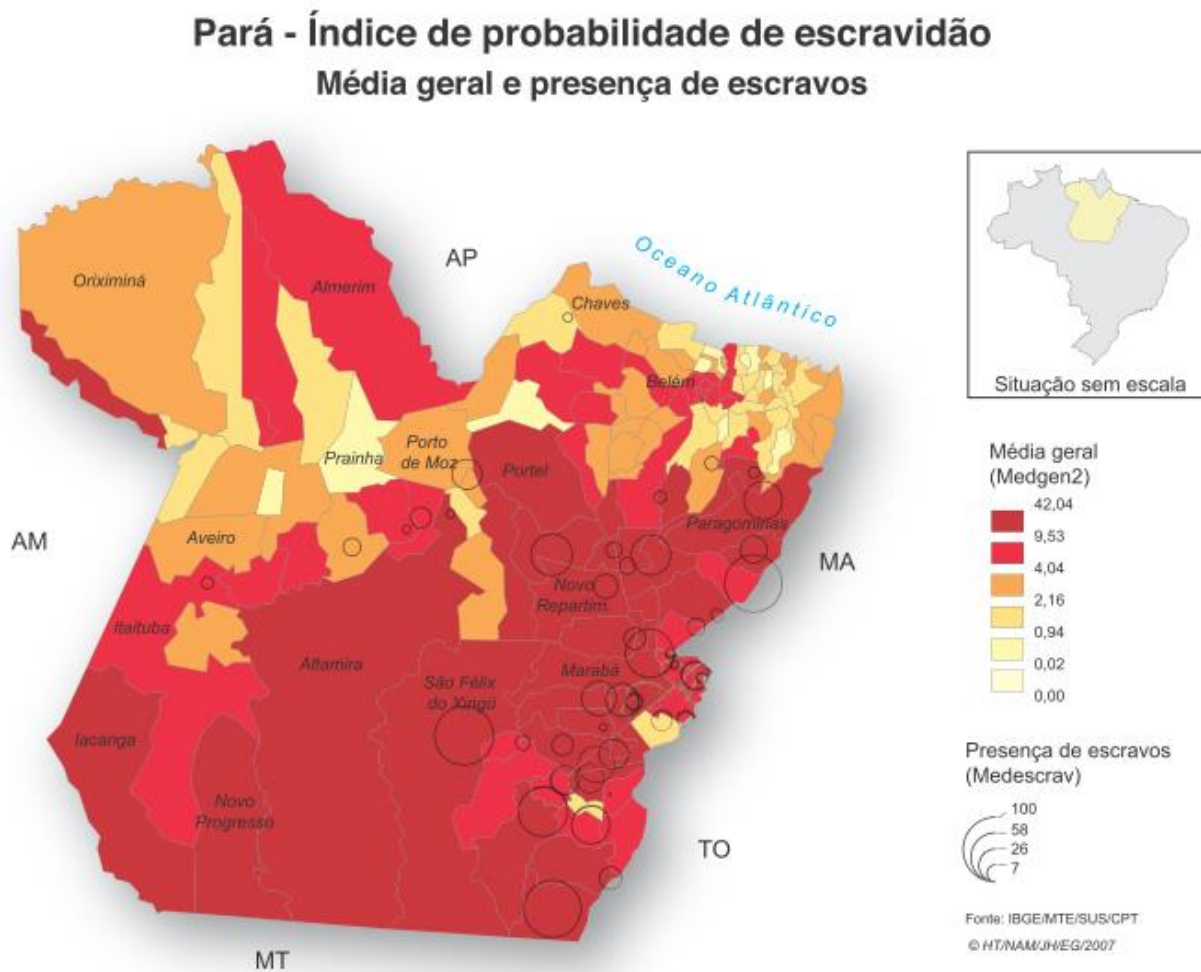 Pará - Índice de probabilidade de escravidão
Média geral e presença de escravos
AP
Oceano Atlântico
Oriximiná
Almerim
Chaves
Belém
Prainha
Porto
de Moz
Portel
Paragominas
AM
Aveiro
MA
Novo
Repartim.
Itaituba
Altamira
Marabá
São Félix
do Xingú
Iacanga
Novo
Progresso
TO
MT
Situação sem escala
Média geral
(Medgen2)
42,04
9,53
4,04
2,16
0,94
0,02
0,00
Presença de escravos
(Medescrav)
100
58
26
7
Fonte: IBGE/MTE/SUS/CPT
© HT/NAM/JH/EG/2007